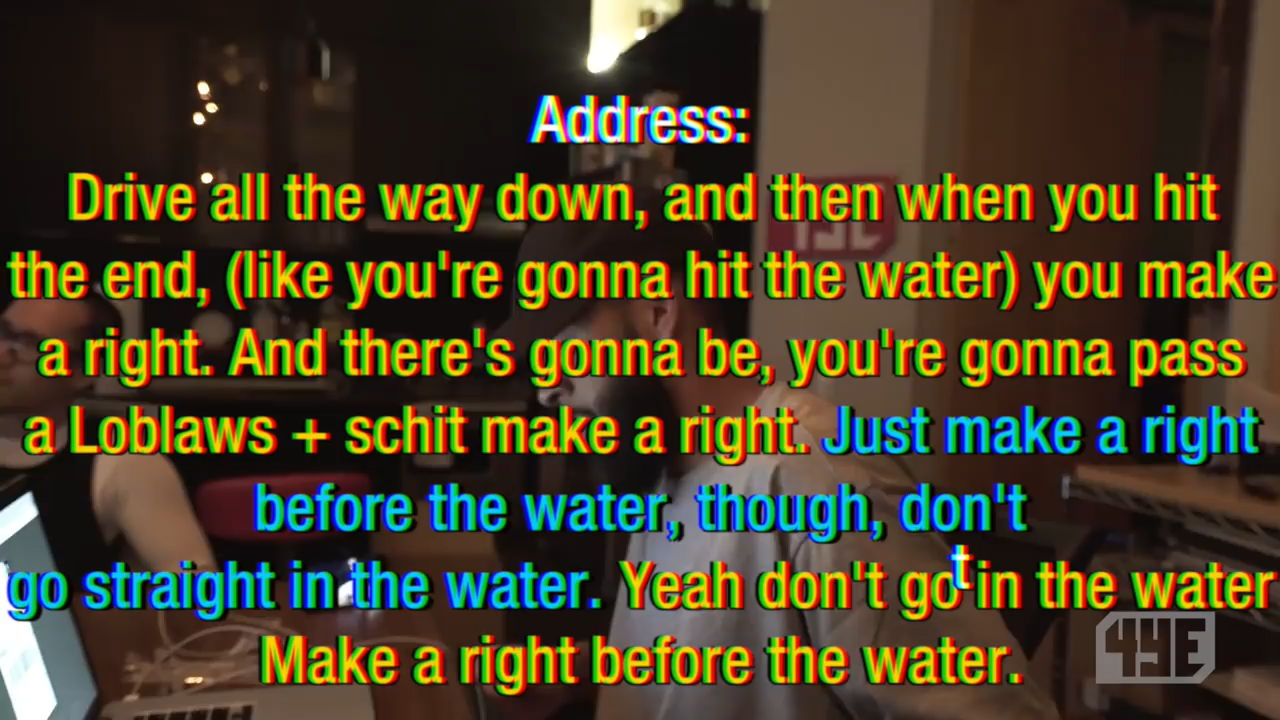 Address:
Drive all the way down, and then when you hit
the end, (like you're gonna hit the water) you make
a right. And there's gonna be, you're gonna pass
a Loblaws + schit make a right. Just make a right
before the water, though, don't
go straight in the water. Yeah don't go in the water
t
Make a right before the water.
4YE